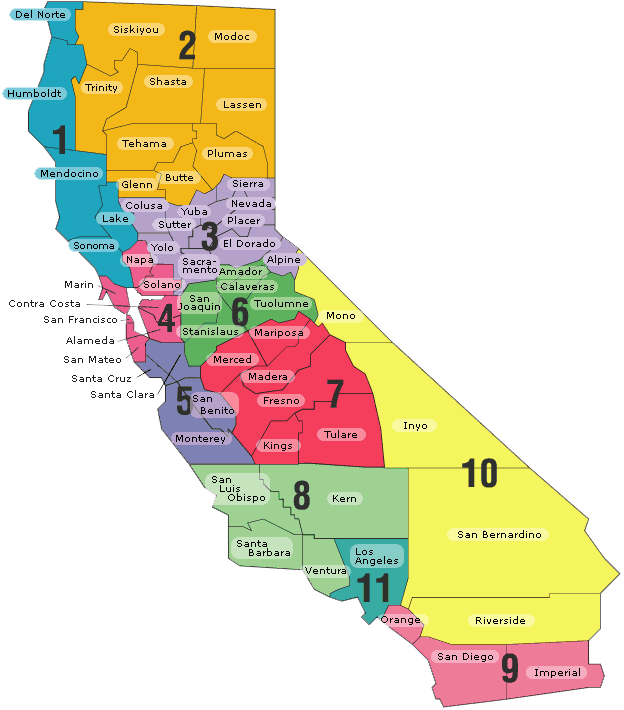 Del Norte
Siskiyou
2
Modoc
Humboldt
Trinity
Shasta
Lassen
1
Tehama
Plumas
Mendocino
Glenn
Butte
Sierra
Colusa
Yuba
Nevada
Lake
Sutter
Placer
3
Sonoma
Yolo
El Dorado
Napa
Sacra-
mento
Alpine
Amador
Marin
Solano
Calaveras
Contra Costa
San
Joaquin
Tuolumne
San Francisco
4
6
Mono
Stanislaus
Mariposa
Alameda
San Mateo
Merced
Santa Cruz
Madera
Santa Clara
5
San
Benito
Fresno
7
Monterey
Kings
Tulare
Inyo
10
San
Luis
Obispo
8
Kern
San Bernardino
Santa
Barbara
Los
Angeles
Ventura
11
Orange
Riverside
San Diego
9
Imperial